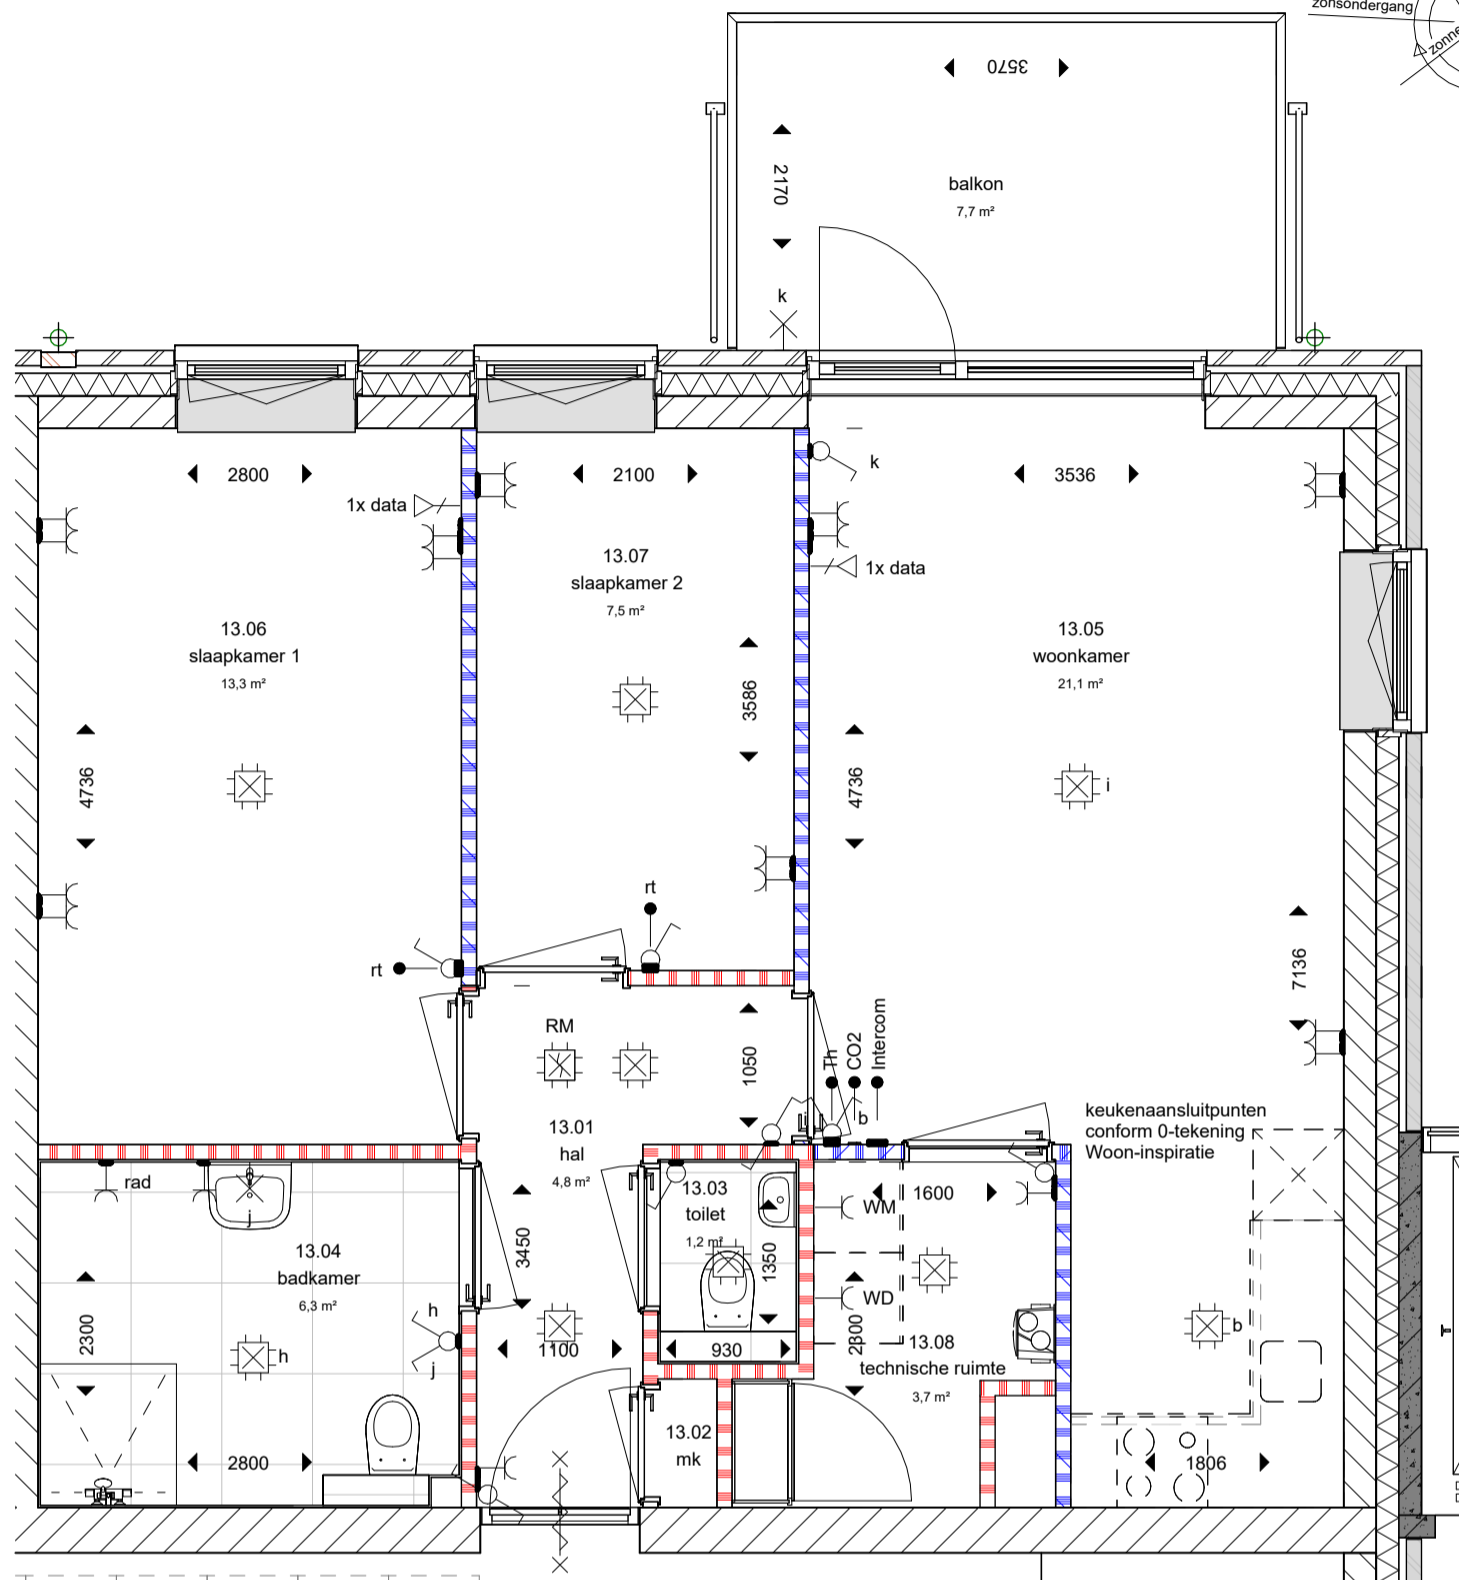 zonsondergang
zonne
3570
2170
balkon
7,7 m²
k
2800
2100
3536
k
1x data
1x data
13.07
slaapkamer 2
7,5 m²
13.06
slaapkamer 1
13,3 m²
13.05
woonkamer
21,1 m²
3586
4736
4736
i
rt
rt
7136
RM
1050
Th
CO2
Intercom
i
b
keukenaansluitpunten
conform 0-tekening
Woon-inspiratie
13.01
hal
4,8 m²
rad
j
13.03
toilet
1,2 m²
WM
1600
3450
1350
13.04
badkamer
6,3 m²
WD
h
j
h
2300
2300
b
1100
930
13.08
technische ruimte
3,7 m²
13.02
mk
2800
1806
T